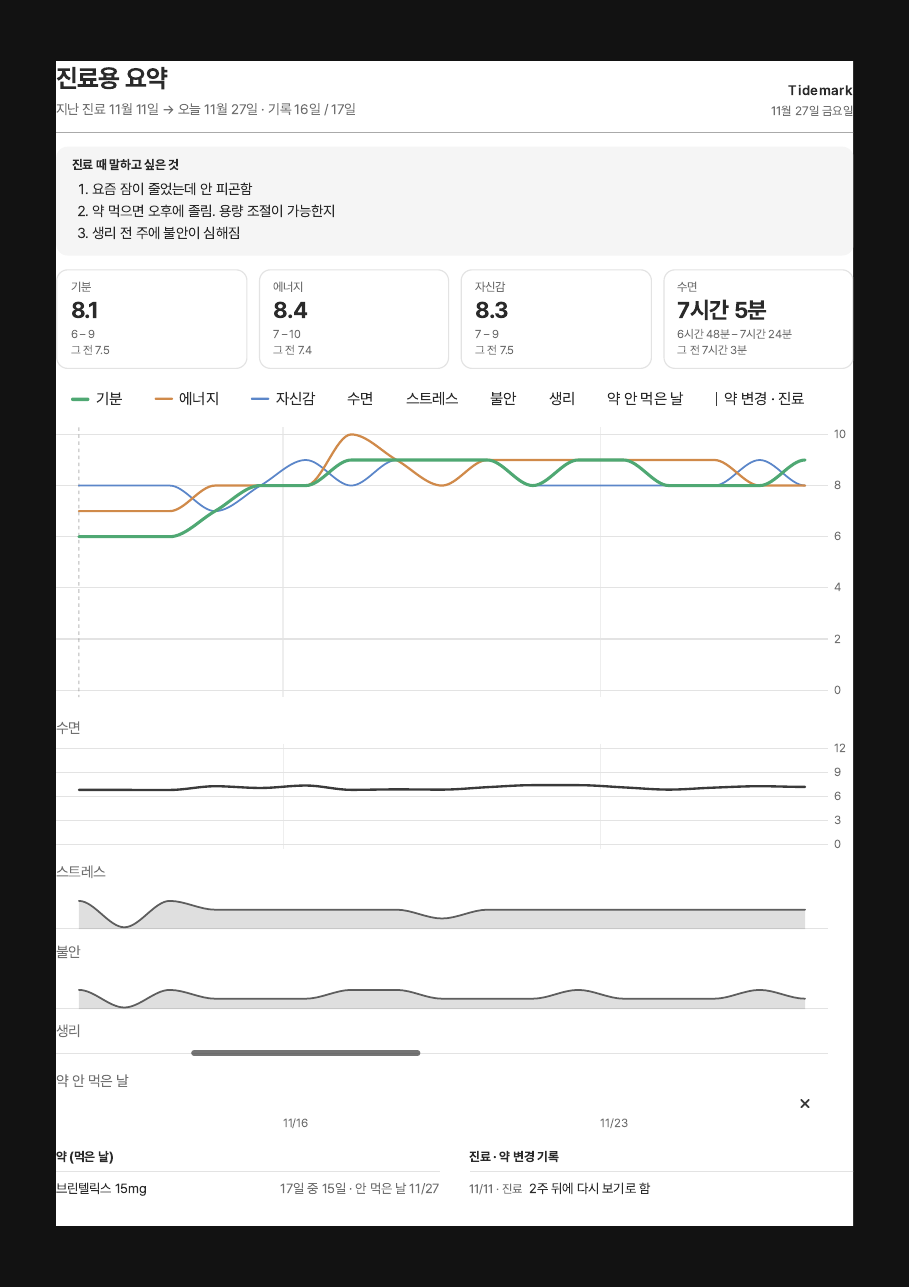 진료용 요약
Tidemark
지난 진료 11월 11일 → 오늘 11월 27일 · 기록 16일 / 17일
11월 27일 금요일
진료 때 말하고 싶은 것
1. 요즘 잠이 줄었는데 안 피곤함
2. 약 먹으면 오후에 졸림. 용량 조절이 가능한지
3. 생리 전 주에 불안이 심해짐
기분
8.1
6 – 9
그 전 7.5
에너지
8.4
7 – 10
그 전 7.4
자신감
8.3
7 – 9
그 전 7.5
수면
7시간 5분
6시간 48분 – 7시간 24분
그 전 7시간 3분
기분 에너지 자신감 수면 스트레스 불안 생리 약 안 먹은 날 | 약 변경 · 진료
10
8
6
4
2
0
수면
12
9
6
3
0
스트레스
불안
생리
약 안 먹은 날
×
11/16 11/23
약 (먹은 날)
브린텔릭스 15mg 17일 중 15일 · 안 먹은 날 11/27
진료 · 약 변경 기록
11/11 · 진료 2주 뒤에 다시 보기로 함